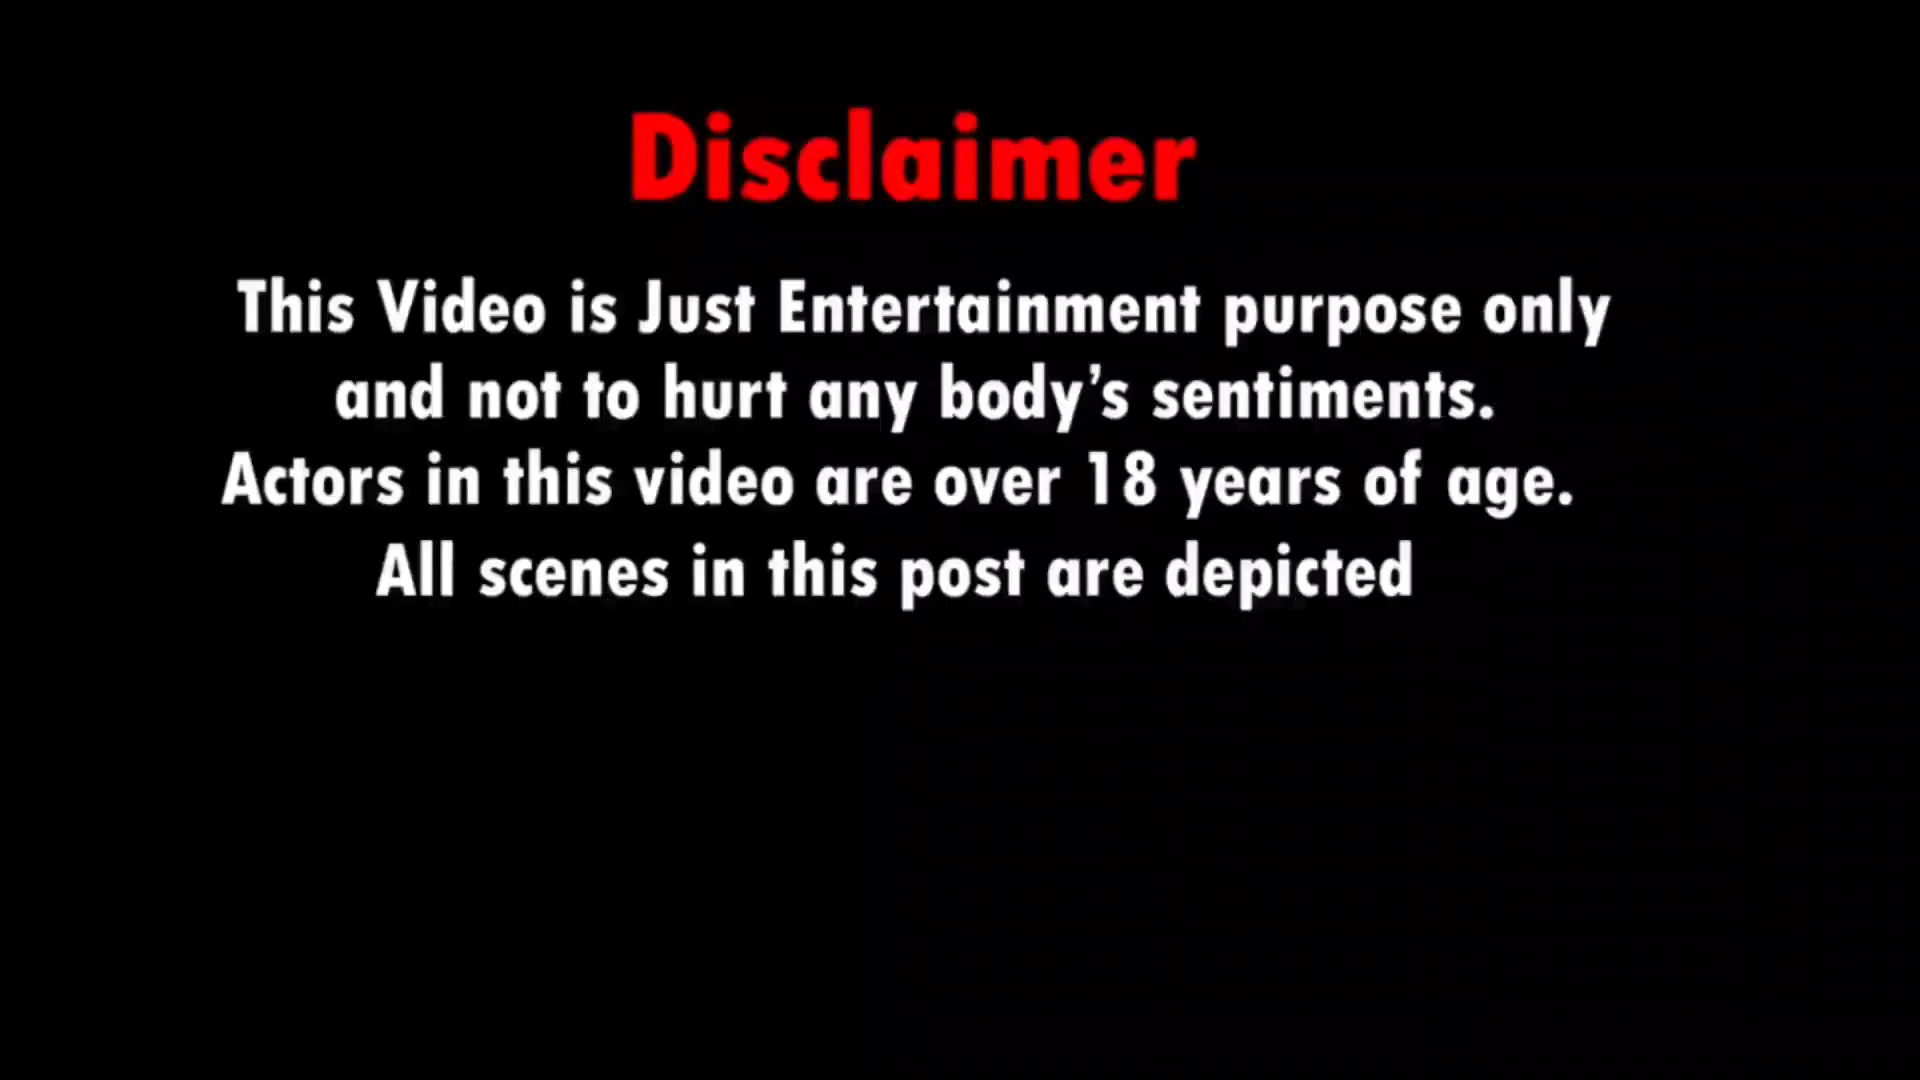 Disclaimer
This Video is Just Entertainment purpose only
and not to hurt any body’s sentiments.
Actors in this video are over 18 years of age.
All scenes in this post are depicted